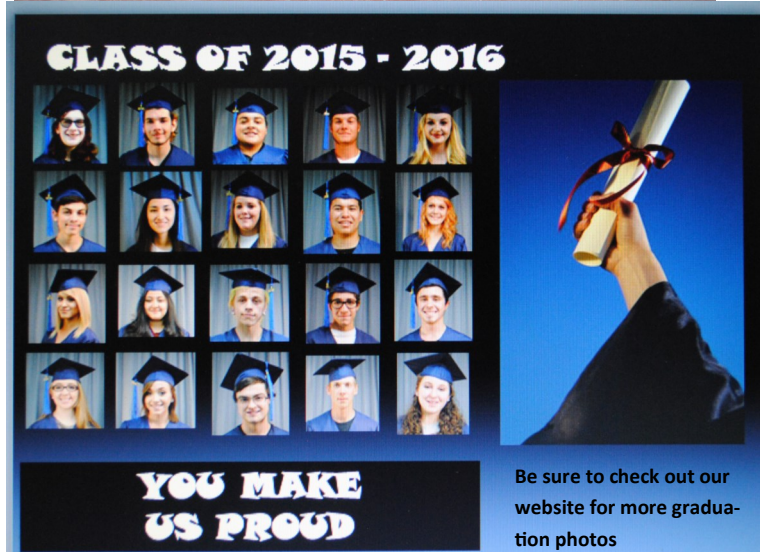 CLASS OF 2015 - 2016
YOU MAKE
US PROUD
Be sure to check out our
website for more gradua-
tion photos